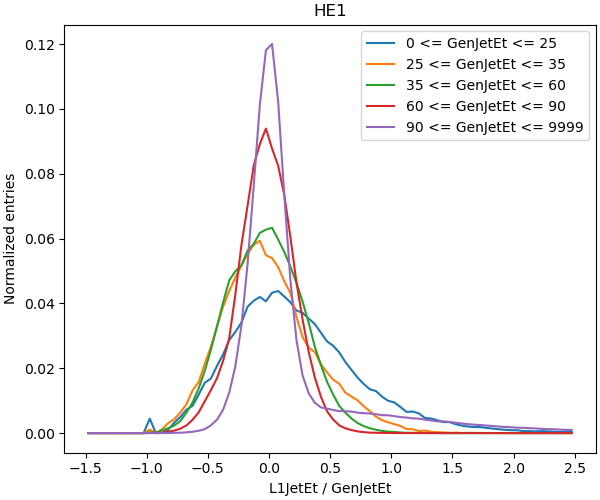 HE1
0 <= GenJetEt <= 25
25 <= GenJetEt <= 35
35 <= GenJetEt <= 60
60 <= GenJetEt <= 90
90 <= GenJetEt <= 9999
Normalized entries
0.12
0.10
0.08
0.06
0.04
0.02
0.00
−1.5 −1.0 −0.5 0.0 0.5 1.0 1.5 2.0 2.5
L1JetEt / GenJetEt